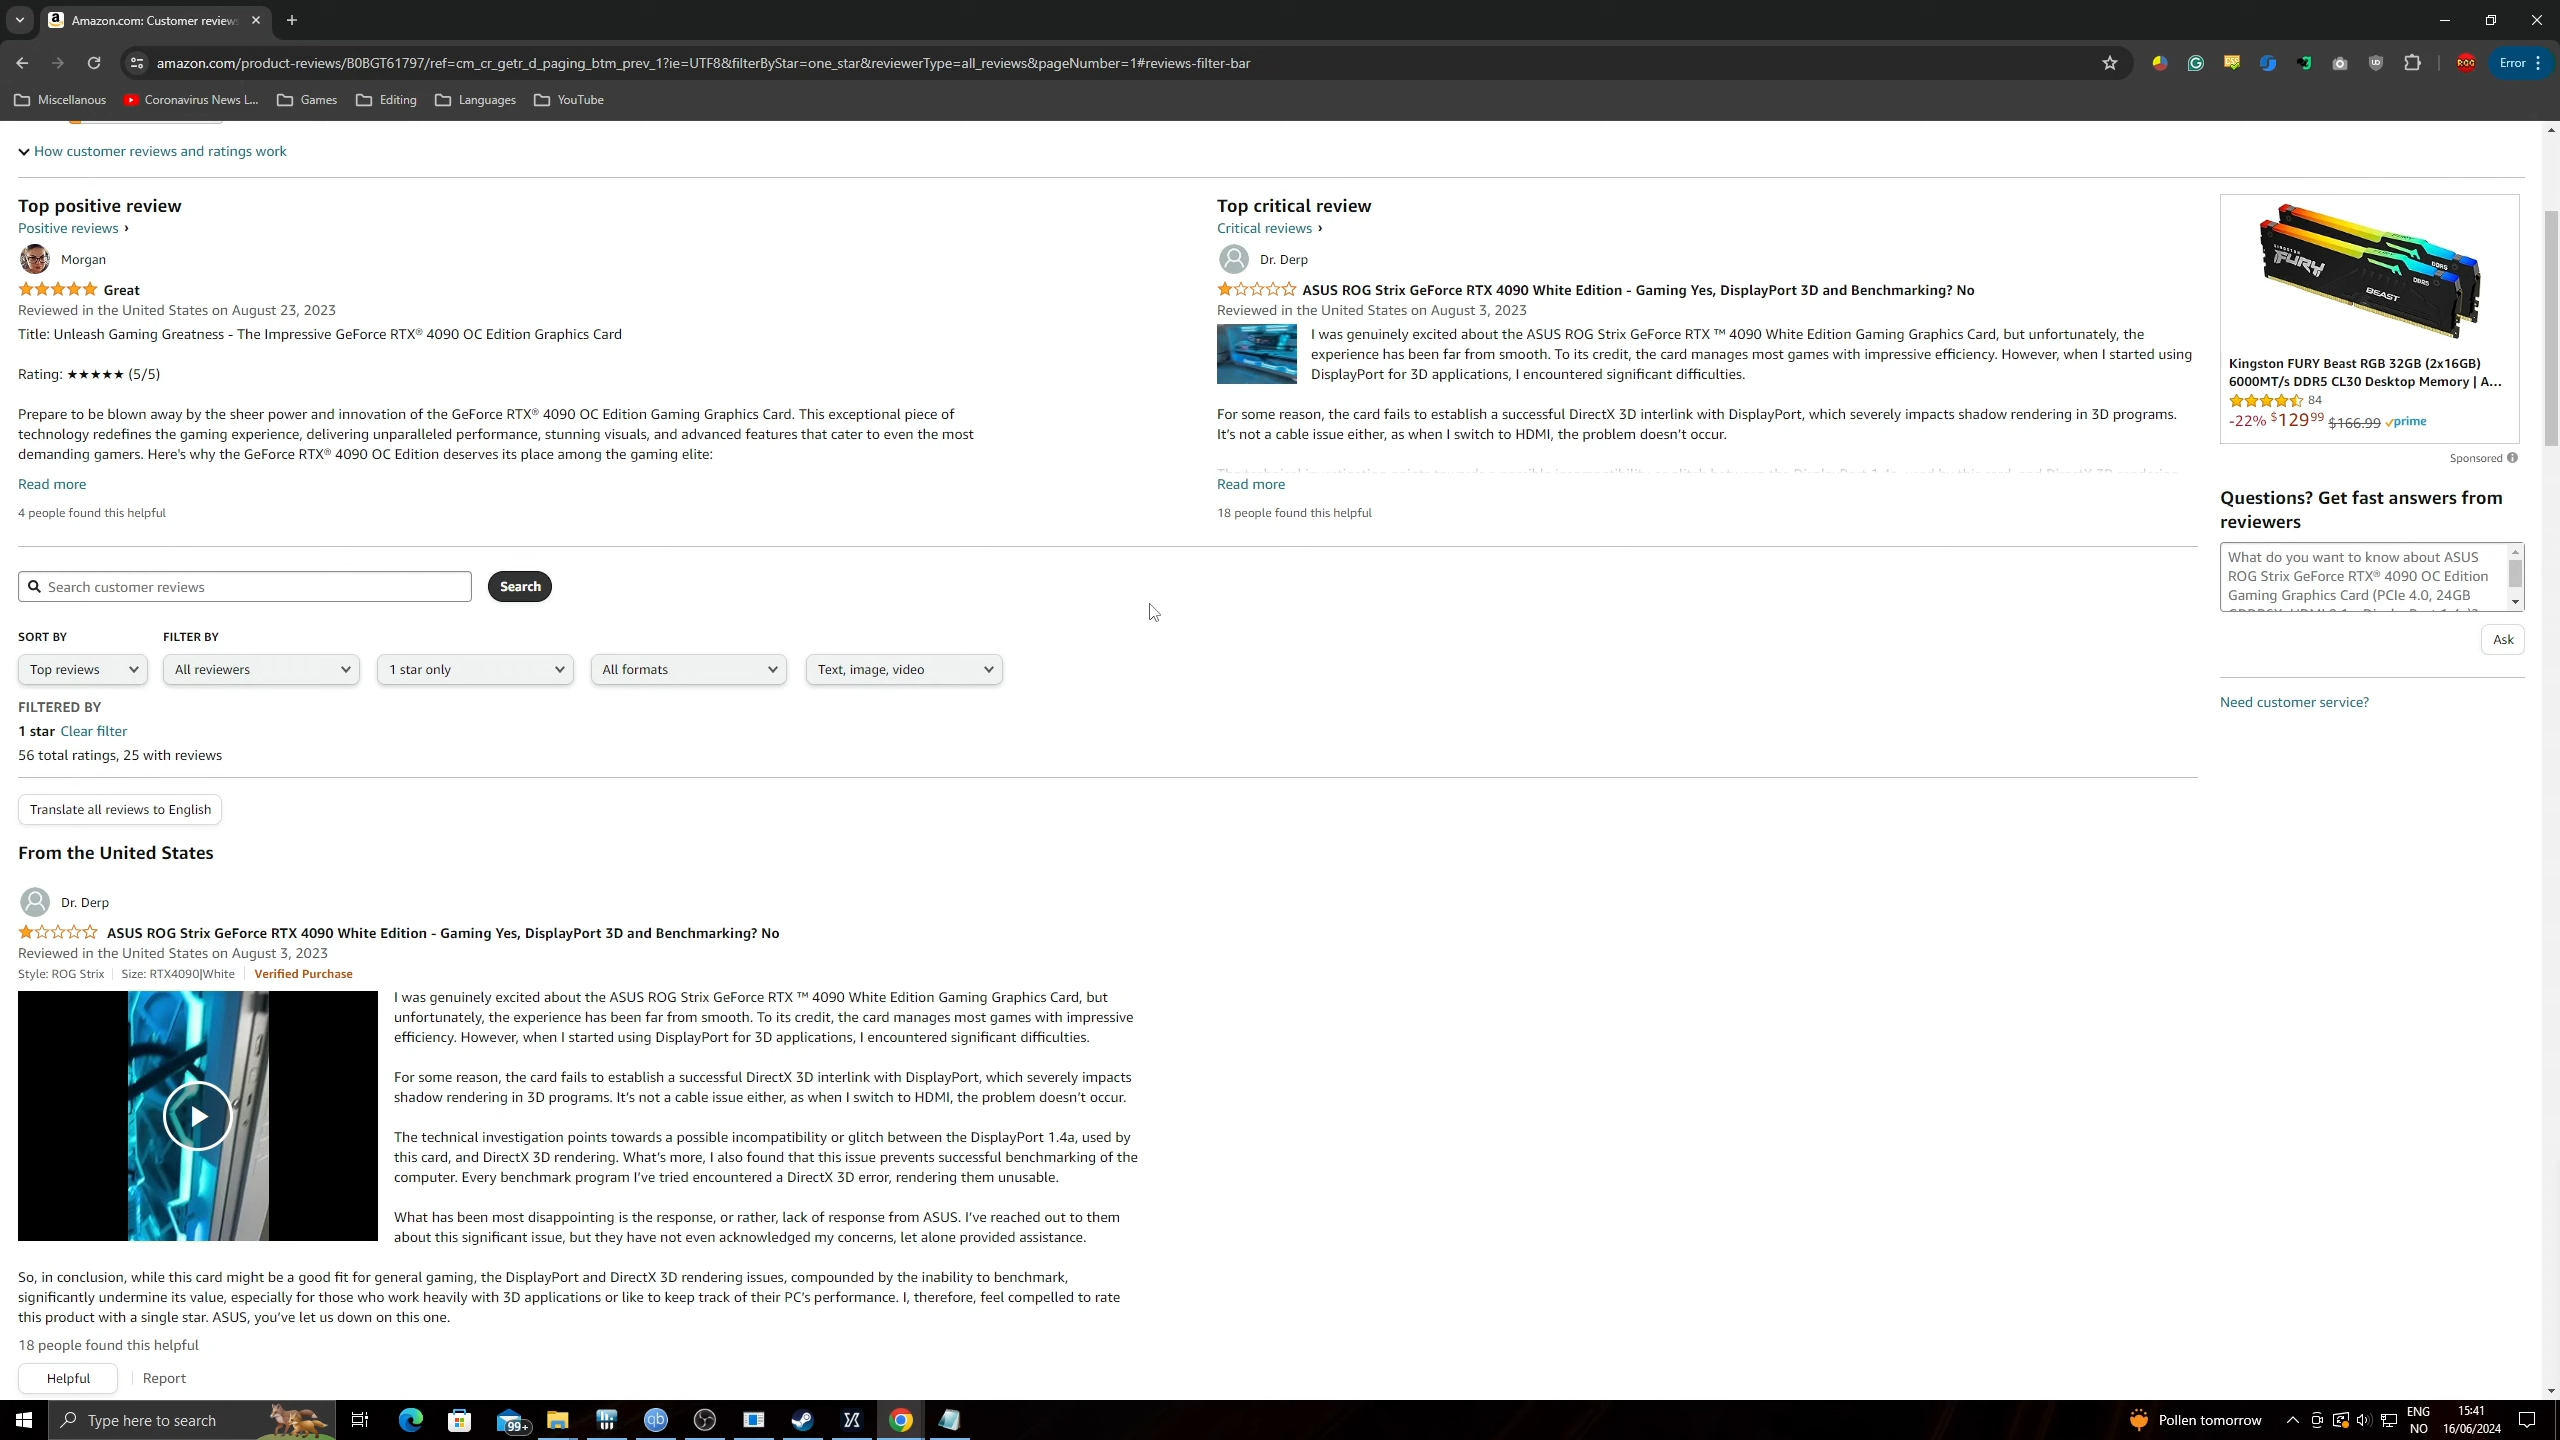 Amazon.com: Customer reviews
amazon.com/product-reviews/B0BGT61797/ref=cm_cr_getr_d_paging_btm_prev_1?ie=UTF8&filterByStar=one_star&reviewerType=all_reviews&pageNumber=1#reviews-filter-bar
Error
Miscellanous
Coronavirus News L...
Games
Editing
Languages
YouTube
How customer reviews and ratings work
Top positive review
Positive reviews ›
Morgan
Great
Reviewed in the United States on August 23, 2023
Title: Unleash Gaming Greatness - The Impressive GeForce RTX® 4090 OC Edition Graphics Card
Rating: ★★★★★ (5/5)
Prepare to be blown away by the sheer power and innovation of the GeForce RTX® 4090 OC Edition Gaming Graphics Card. This exceptional piece of
technology redefines the gaming experience, delivering unparalleled performance, stunning visuals, and advanced features that cater to even the most
demanding gamers. Here's why the GeForce RTX® 4090 OC Edition deserves its place among the gaming elite:
Read more
4 people found this helpful
Top critical review
Critical reviews ›
Dr. Derp
ASUS ROG Strix GeForce RTX 4090 White Edition - Gaming Yes, DisplayPort 3D and Benchmarking? No
Reviewed in the United States on August 3, 2023
I was genuinely excited about the ASUS ROG Strix GeForce RTX ™ 4090 White Edition Gaming Graphics Card, but unfortunately, the
experience has been far from smooth. To its credit, the card manages most games with impressive efficiency. However, when I started using
DisplayPort for 3D applications, I encountered significant difficulties.
For some reason, the card fails to establish a successful DirectX 3D interlink with DisplayPort, which severely impacts shadow rendering in 3D programs.
It's not a cable issue either, as when I switch to HDMI, the problem doesn't occur.
Read more
18 people found this helpful
FURY
BEAST
DDR5
DDR5
Kingston FURY Beast RGB 32GB (2x16GB)
6000MT/s DDR5 CL30 Desktop Memory | A...
84
-22% $129.99 $166.99 prime
Sponsored
Questions? Get fast answers from
reviewers
What do you want to know about ASUS
ROG Strix GeForce RTX® 4090 OC Edition
Gaming Graphics Card (PCIe 4.0, 24GB
Ask
Need customer service?
Search customer reviews
Search
SORT BY
FILTER BY
Top reviews
All reviewers
1 star only
All formats
Text, image, video
FILTERED BY
1 star Clear filter
56 total ratings, 25 with reviews
Translate all reviews to English
From the United States
Dr. Derp
ASUS ROG Strix GeForce RTX 4090 White Edition - Gaming Yes, DisplayPort 3D and Benchmarking? No
Reviewed in the United States on August 3, 2023
Style: ROG Strix | Size: RTX4090|White | Verified Purchase
I was genuinely excited about the ASUS ROG Strix GeForce RTX ™ 4090 White Edition Gaming Graphics Card, but
unfortunately, the experience has been far from smooth. To its credit, the card manages most games with impressive
efficiency. However, when I started using DisplayPort for 3D applications, I encountered significant difficulties.
For some reason, the card fails to establish a successful DirectX 3D interlink with DisplayPort, which severely impacts
shadow rendering in 3D programs. It's not a cable issue either, as when I switch to HDMI, the problem doesn't occur.
The technical investigation points towards a possible incompatibility or glitch between the DisplayPort 1.4a, used by
this card, and DirectX 3D rendering. What's more, I also found that this issue prevents successful benchmarking of the
computer. Every benchmark program I've tried encountered a DirectX 3D error, rendering them unusable.
What has been most disappointing is the response, or rather, lack of response from ASUS. I've reached out to them
about this significant issue, but they have not even acknowledged my concerns, let alone provided assistance.
So, in conclusion, while this card might be a good fit for general gaming, the DisplayPort and DirectX 3D rendering issues, compounded by the inability to benchmark,
significantly undermine its value, especially for those who work heavily with 3D applications or like to keep track of their PC's performance. I, therefore, feel compelled to rate
this product with a single star. ASUS, you've let us down on this one.
18 people found this helpful
Helpful
Report
Type here to search
99+
Pollen tomorrow
ENG
NO
15:41
16/06/2024